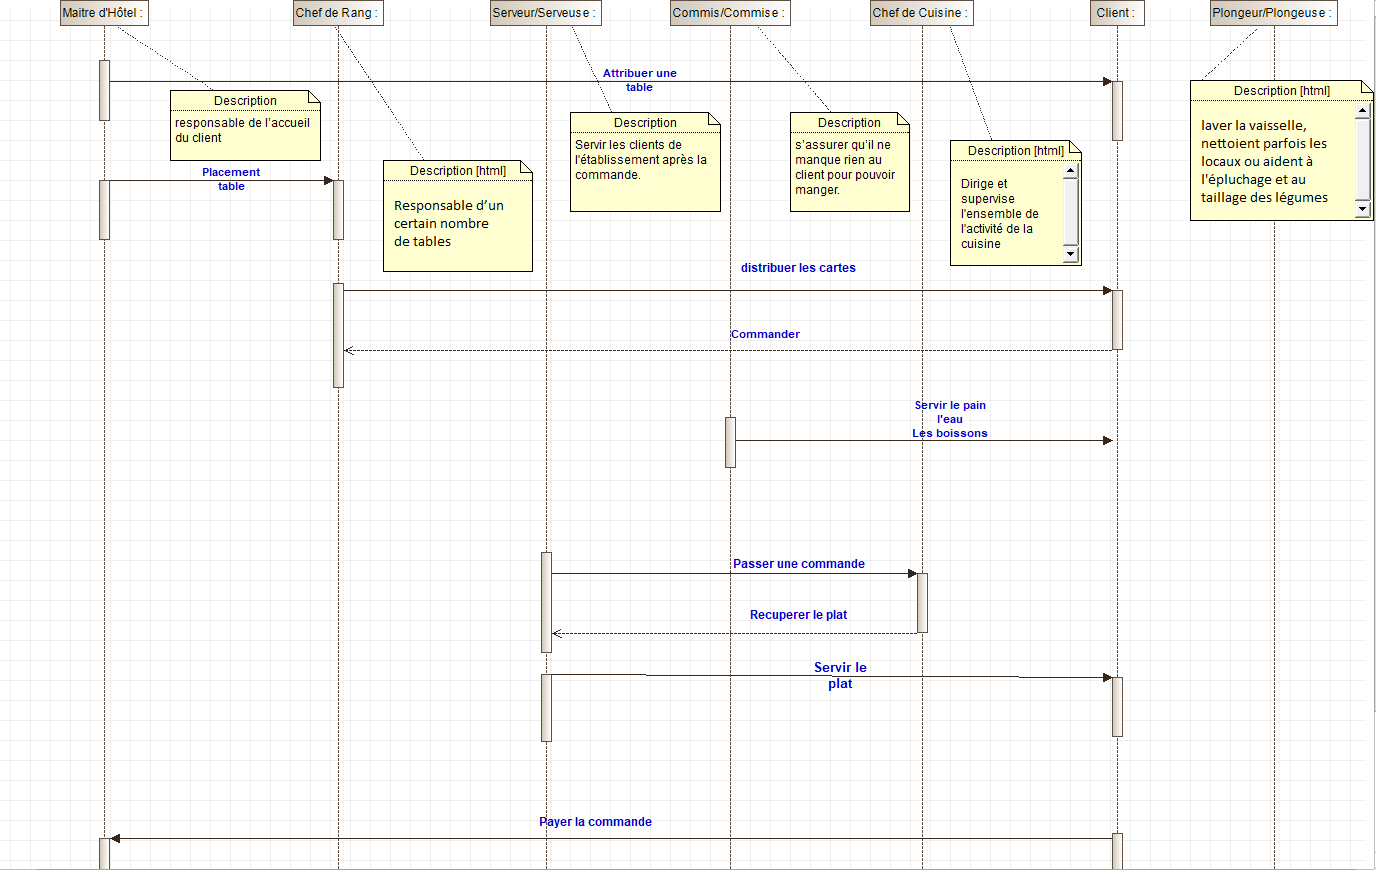 Maitre d'Hôtel :
Chef de Rang :
Serveur/Serveuse :
Commis/Commise :
Chef de Cuisine :
Client :
Plongeur/Plongeuse :
Attribuer une
table
Description
responsable de l'accueil
du client
Description
Servir les clients de
l'établissement après la
commande.
Description
s'assurer qu'il ne
manque rien au
client pour pouvoir
manger.
Description [html]
laver la vaisselle,
nettoient parfois les
locaux ou aident à
l'épluchage et au
taillage des légumes
Description [html]
Dirige et
supervise
l'ensemble de
l'activité de la
cuisine
Placement
table
Description [html]
Responsable d'un
certain nombre
de tables
distribuer les cartes
Commander
Servir le pain
l'eau
Les boissons
Passer une commande
Recuperer le plat
Servir le
plat
Payer la commande